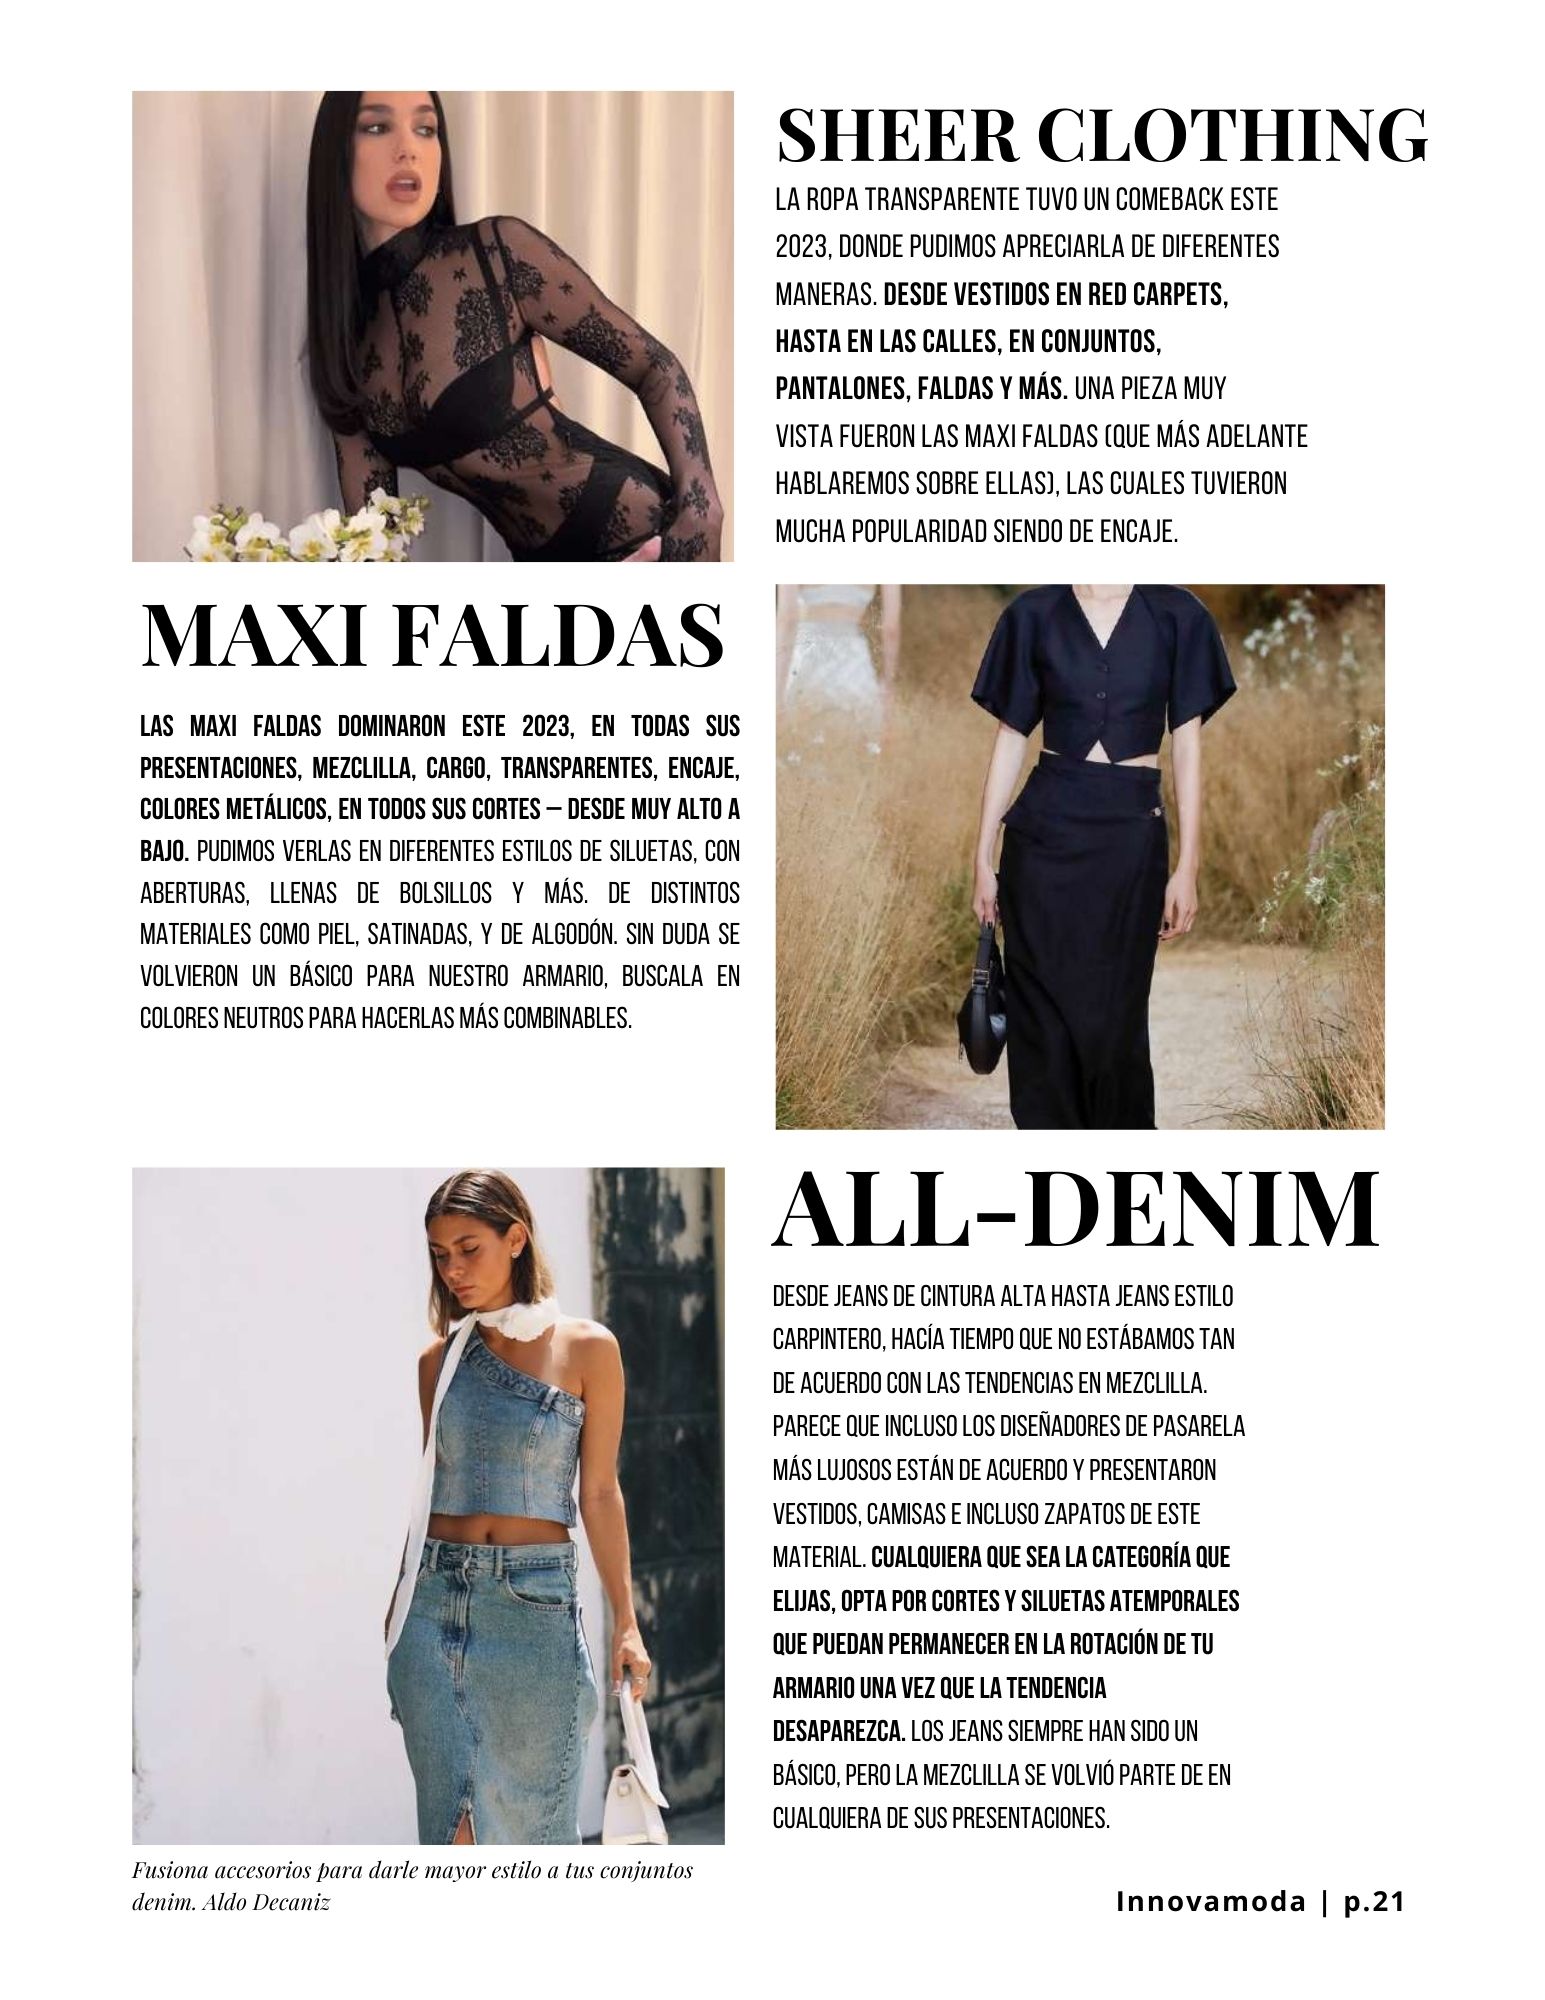 SHEER CLOTHING
LA ROPA TRANSPARENTE TUVO UN COMEBACK ESTE
2023, DONDE PUDIMOS APRECIARLA DE DIFERENTES
MANERAS. DESDE VESTIDOS EN RED CARPETS,
HASTA EN LAS CALLES, EN CONJUNTOS,
PANTALONES, FALDAS Y MÁS. UNA PIEZA MUY
VISTA FUERON LAS MAXI FALDAS (QUE MÁS ADELANTE
HABLAREMOS SOBRE ELLAS), LAS CUALES TUVIERON
MUCHA POPULARIDAD SIENDO DE ENCAJE.
MAXI FALDAS
LAS MAXI FALDAS DOMINARON ESTE 2023, EN TODAS SUS
PRESENTACIONES, MEZCLILLA, CARGO, TRANSPARENTES, ENCAJE,
COLORES METÁLICOS, EN TODOS SUS CORTES – DESDE MUY ALTO A
BAJO. PUDIMOS VERLAS EN DIFERENTES ESTILOS DE SILUETAS, CON
ABERTURAS, LLENAS DE BOLSILLOS Y MÁS. DE DISTINTOS
MATERIALES COMO PIEL, SATINADAS, Y DE ALGODÓN. SIN DUDA SE
VOLVIERON UN BÁSICO PARA NUESTRO ARMARIO, BUSCALA EN
COLORES NEUTROS PARA HACERLAS MÁS COMBINABLES.
ALL-DENIM
DESDE JEANS DE CINTURA ALTA HASTA JEANS ESTILO
CARPINTERO, HACÍA TIEMPO QUE NO ESTÁBAMOS TAN
DE ACUERDO CON LAS TENDENCIAS EN MEZCLILLA.
PARECE QUE INCLUSO LOS DISEÑADORES DE PASARELA
MÁS LUJOSOS ESTÁN DE ACUERDO Y PRESENTARON
VESTIDOS, CAMISAS E INCLUSO ZAPATOS DE ESTE
MATERIAL. CUALQUIERA QUE SEA LA CATEGORÍA QUE
ELIJAS, OPTA POR CORTES Y SILUETAS ATEMPORALES
QUE PUEDAN PERMANECER EN LA ROTACIÓN DE TU
ARMARIO UNA VEZ QUE LA TENDENCIA
DESAPAREZCA. LOS JEANS SIEMPRE HAN SIDO UN
BÁSICO, PERO LA MEZCLILLA SE VOLVIÓ PARTE DE EN
CUALQUIERA DE SUS PRESENTACIONES.
Fusiona accesorios para darle mayor estilo a tus conjuntos
denim. Aldo Decaniz
Innovamoda | p.21